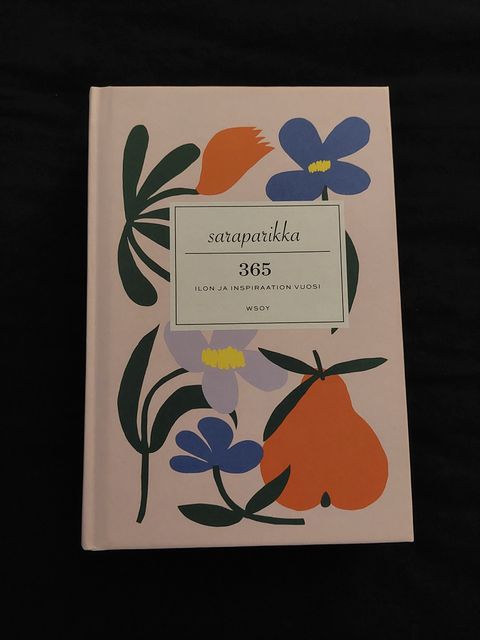 saraparikka
365
ILON JA INSPIRAATION VUOSI
WSOY